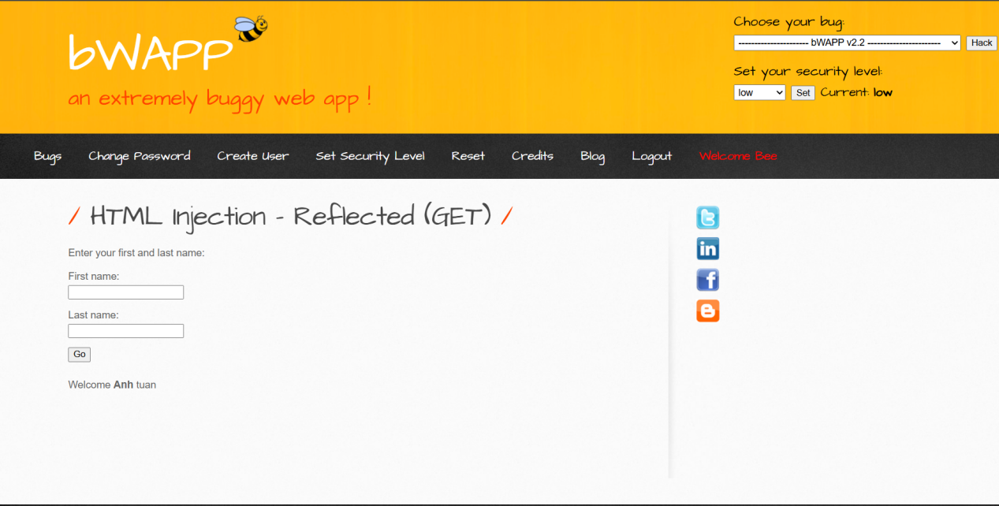 bWAPP
an extremely buggy web app !
Choose your bug:
---------------------- bWAPP v2.2 ----------------------- Hack
Set your security level:
low Set Current: low
Bugs Change Password Create User Set Security Level Reset Credits Blog Logout Welcome Bee
/ HTML Injection - Reflected (GET) /
Enter your first and last name:
First name:
Last name:
Go
Welcome Anh tuan